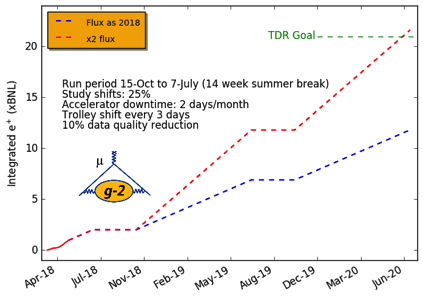 Flux as 2018
x2 flux
TDR Goal
Run period 15-Oct to 7-July (14 week summer break)
Study shifts: 25%
Accelerator downtime: 2 days/month
Trolley shift every 3 days
10% data quality reduction
μ
g-2
Integrated e⁺ (xBNL)
20
15
10
5
0
Apr-18 Jul-18 Nov-18 Feb-19 May-19 Aug-19 Dec-19 Mar-20 Jun-20